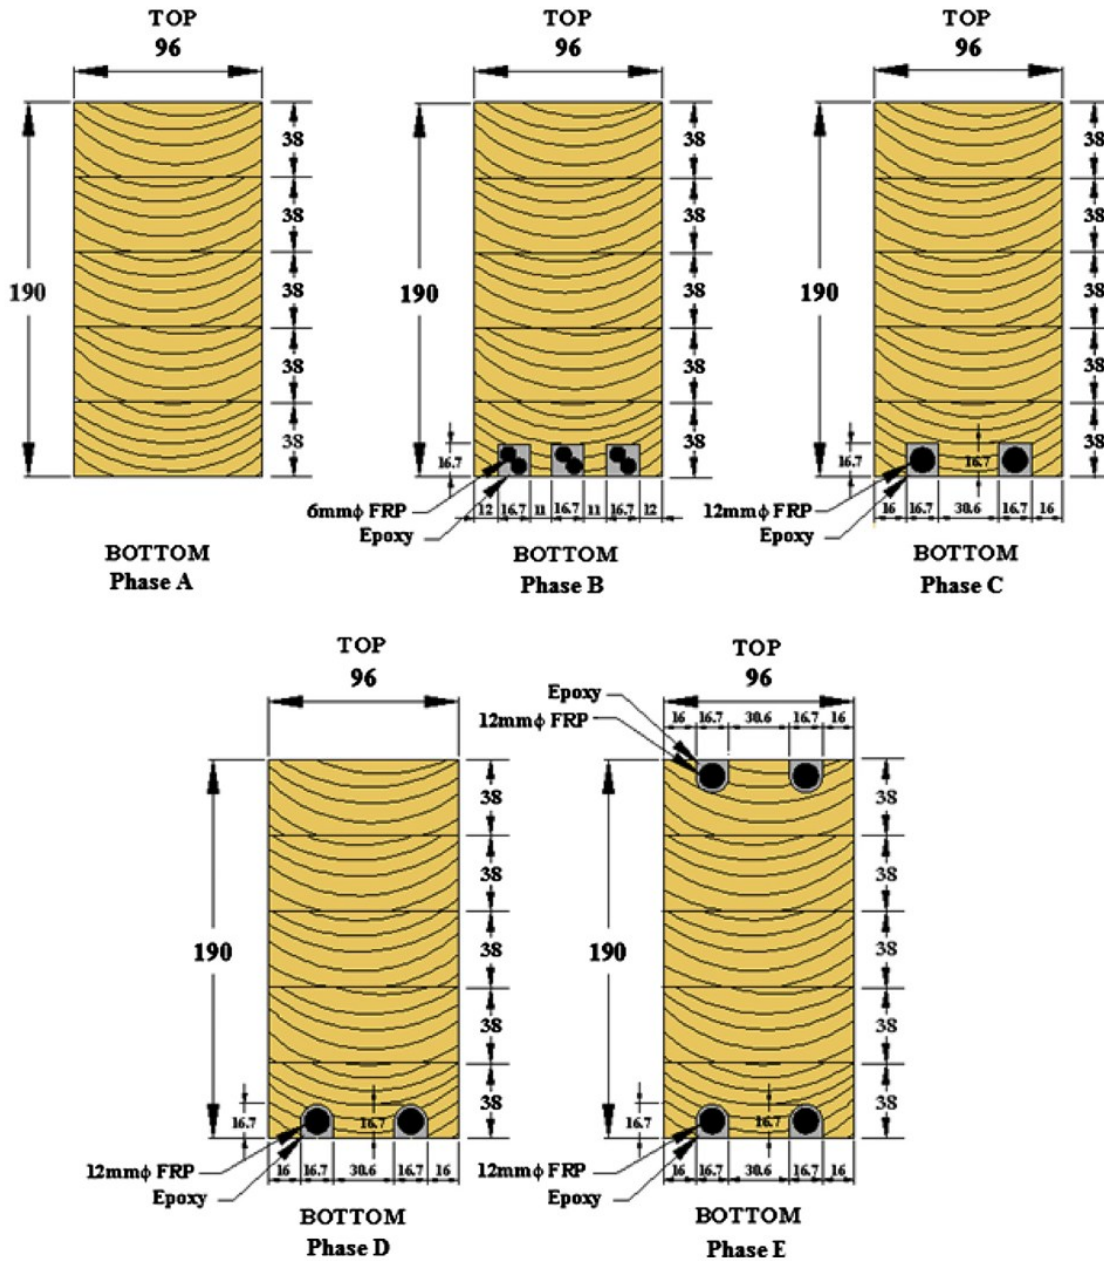 TOP
96
190
38
38
38
38
38
BOTTOM
Phase A
TOP
96
190
38
38
38
38
38
16.7
6mmϕ FRP
Epoxy
12 16.7 11 16.7 11 16.7 12
BOTTOM
Phase B
TOP
96
190
38
38
38
38
38
16.7
16.7
12mmϕ FRP
Epoxy
16 16.7 30.6 16.7 16
BOTTOM
Phase C
TOP
96
190
38
38
38
38
38
16.7
16.7
12mmϕ FRP
Epoxy
16 16.7 30.6 16.7 16
BOTTOM
Phase D
TOP
96
Epoxy
12mmϕ FRP
16 16.7 30.6 16.7 16
190
38
38
38
38
38
16.7
16.7
12mmϕ FRP
Epoxy
16 16.7 30.6 16.7 16
BOTTOM
Phase E